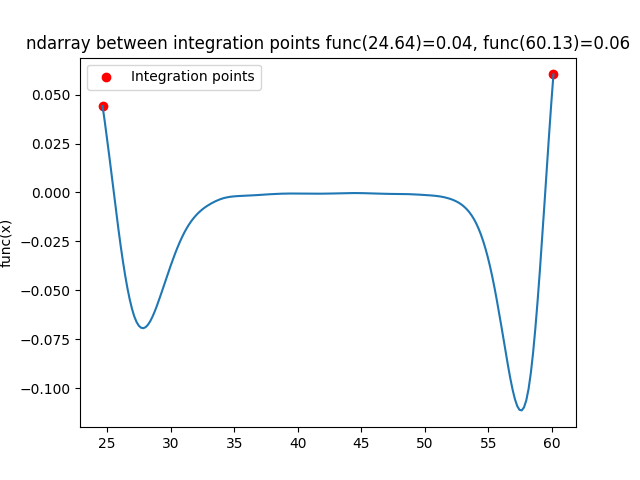 ndarray between integration points func(24.64)=0.04, func(60.13)=0.06
Integration points
func(x)
0.050
0.025
0.000
−0.025
−0.050
−0.075
−0.100
25 30 35 40 45 50 55 60